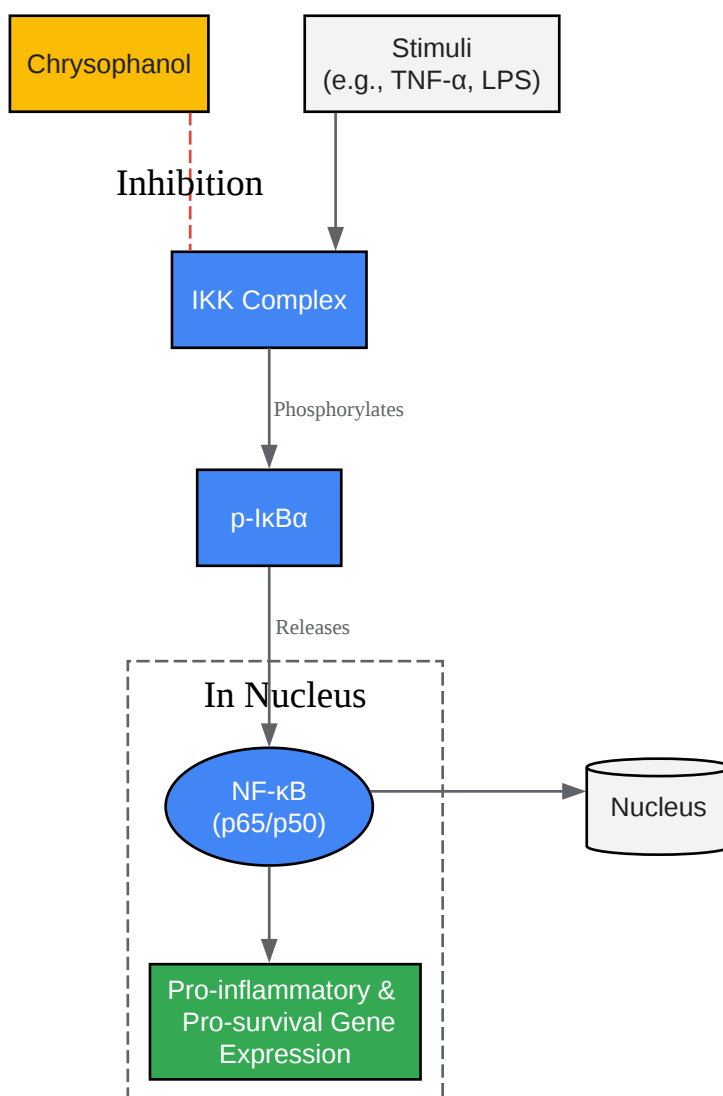 Chrysophanol
Stimuli
(e.g., TNF-α, LPS)
Inhibition
IKK Complex
Phosphorylates
p-IκBα
Releases
In Nucleus
NF-κB
(p65/p50)
Nucleus
Pro-inflammatory &
Pro-survival Gene
Expression